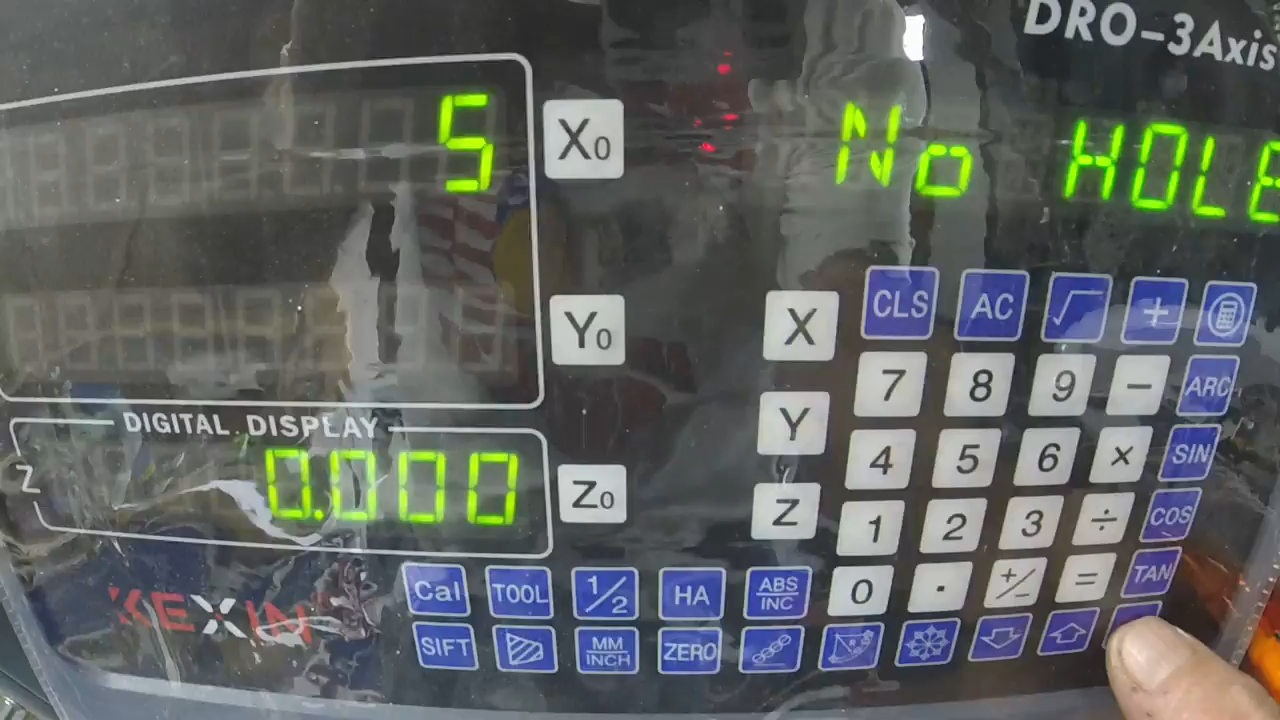 DRO-3Axis
5 X0 No HOLE
Y0
DIGITAL DISPLAY
Z 0.000 Z0
CLS AC √ +
X
7 8 9 − ARC
Y
4 5 6 × SIN
Z
1 2 3 ÷ COS
0 . +/− = TAN
Cal TOOL 1/2 HA ABS/INC
SIFT MM/INCH ZERO
KEXIN